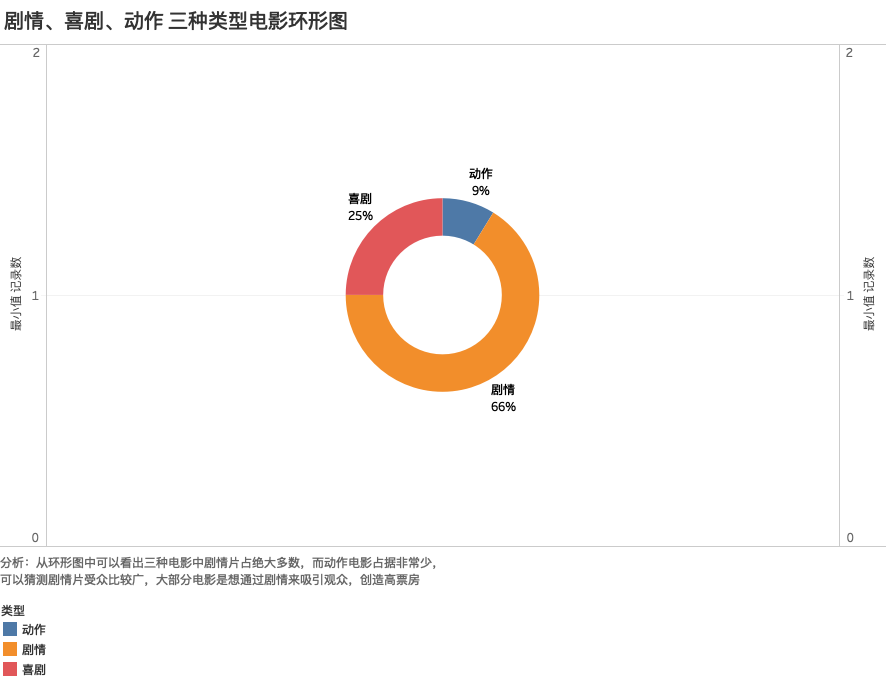 剧情、喜剧、动作 三种类型电影环形图
2
2
动作
9%
喜剧
25%
最小值 记录数
1
1
最小值 记录数
剧情
66%
0
0
分析：从环形图中可以看出三种电影中剧情片占绝大多数，而动作电影占据非常少，
可以猜测剧情片受众比较广，大部分电影是想通过剧情来吸引观众，创造高票房
类型
动作
剧情
喜剧